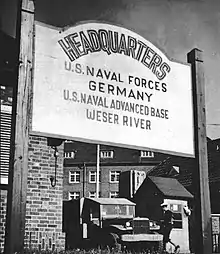 HEADQUARTERS
U.S. NAVAL FORCES
GERMANY
U.S. NAVAL ADVANCED BASE
WESER RIVER